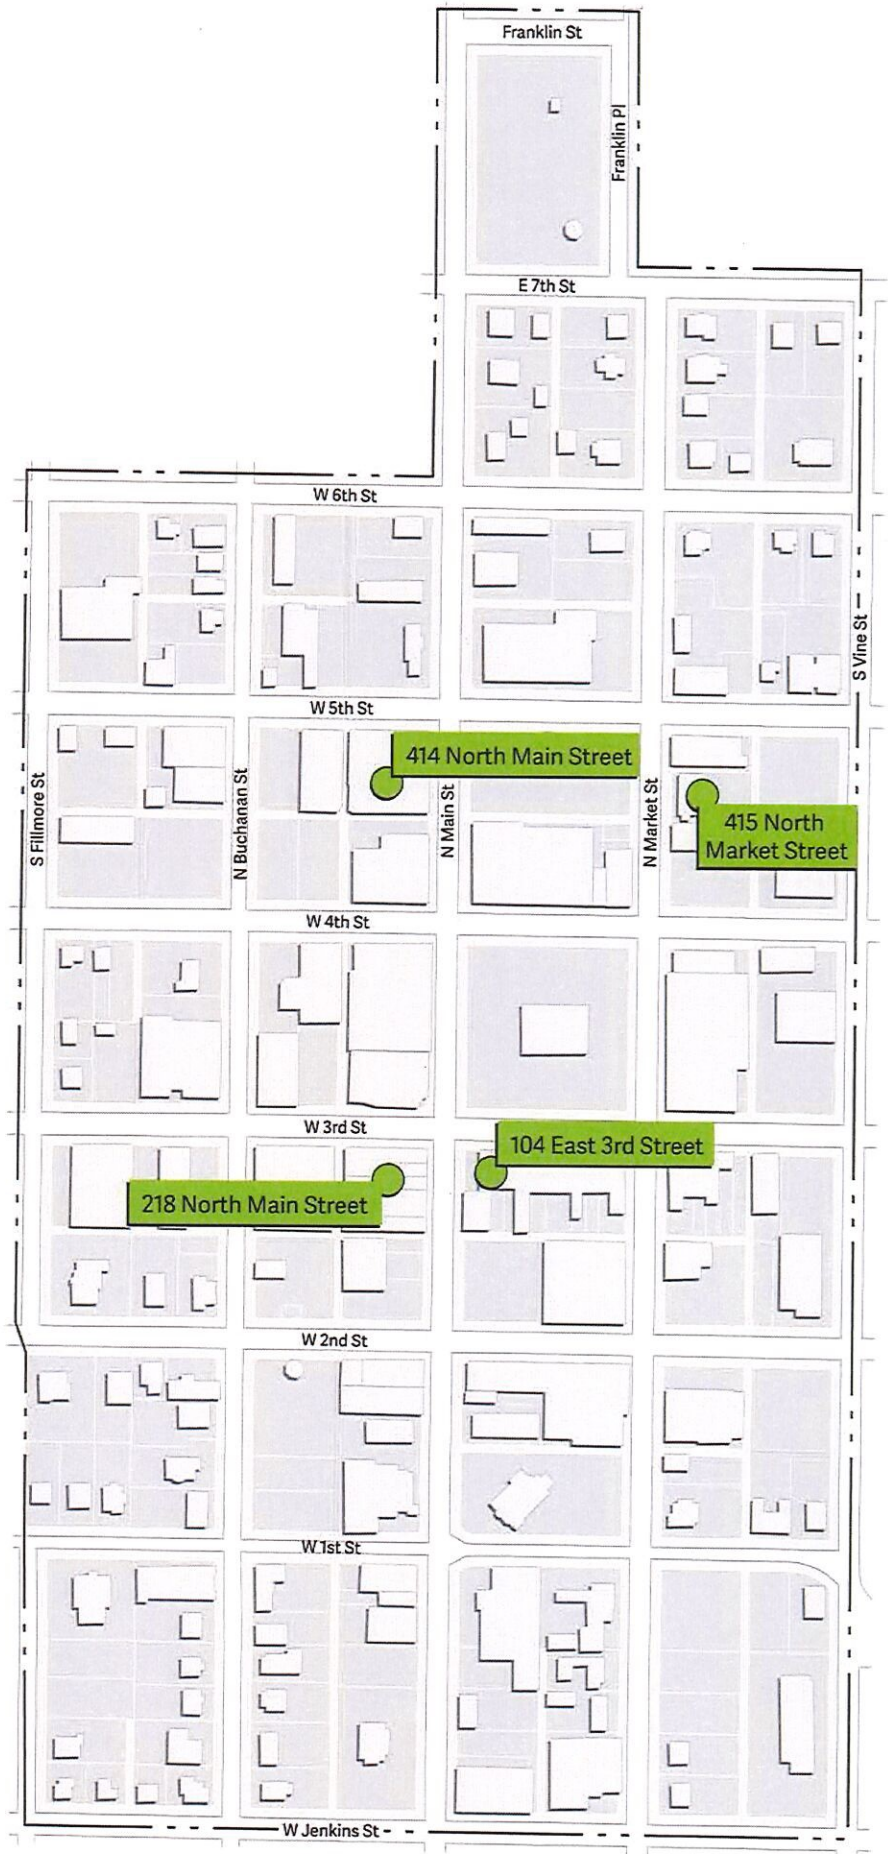 Franklin St
Franklin Pl
E 7th St
W 6th St
S Vine St
W 5th St
414 North Main Street
S Fillmore St
N Buchanan St
N Main St
N Market St
415 North
Market Street
W 4th St
W 3rd St
104 East 3rd Street
218 North Main Street
W 2nd St
W 1st St
W Jenkins St